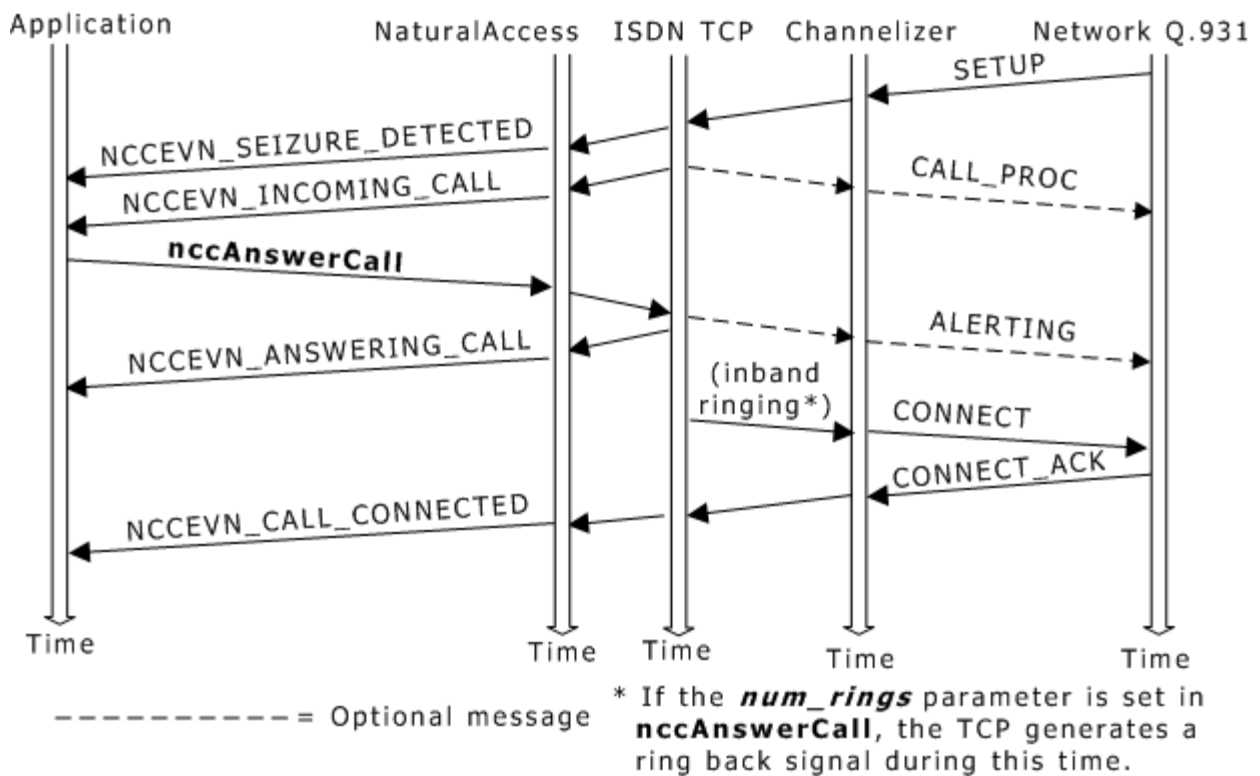 Application
NaturalAccess
ISDN TCP
Channelizer
Network Q.931
SETUP
NCCEVN_SEIZURE_DETECTED
CALL_PROC
NCCEVN_INCOMING_CALL
nccAnswerCall
ALERTING
NCCEVN_ANSWERING_CALL
(inband
ringing*)
CONNECT
CONNECT_ACK
NCCEVN_CALL_CONNECTED
Time
Time
Time
Time
Time
= Optional message
* If the num_rings parameter is set in
nccAnswerCall, the TCP generates a
ring back signal during this time.